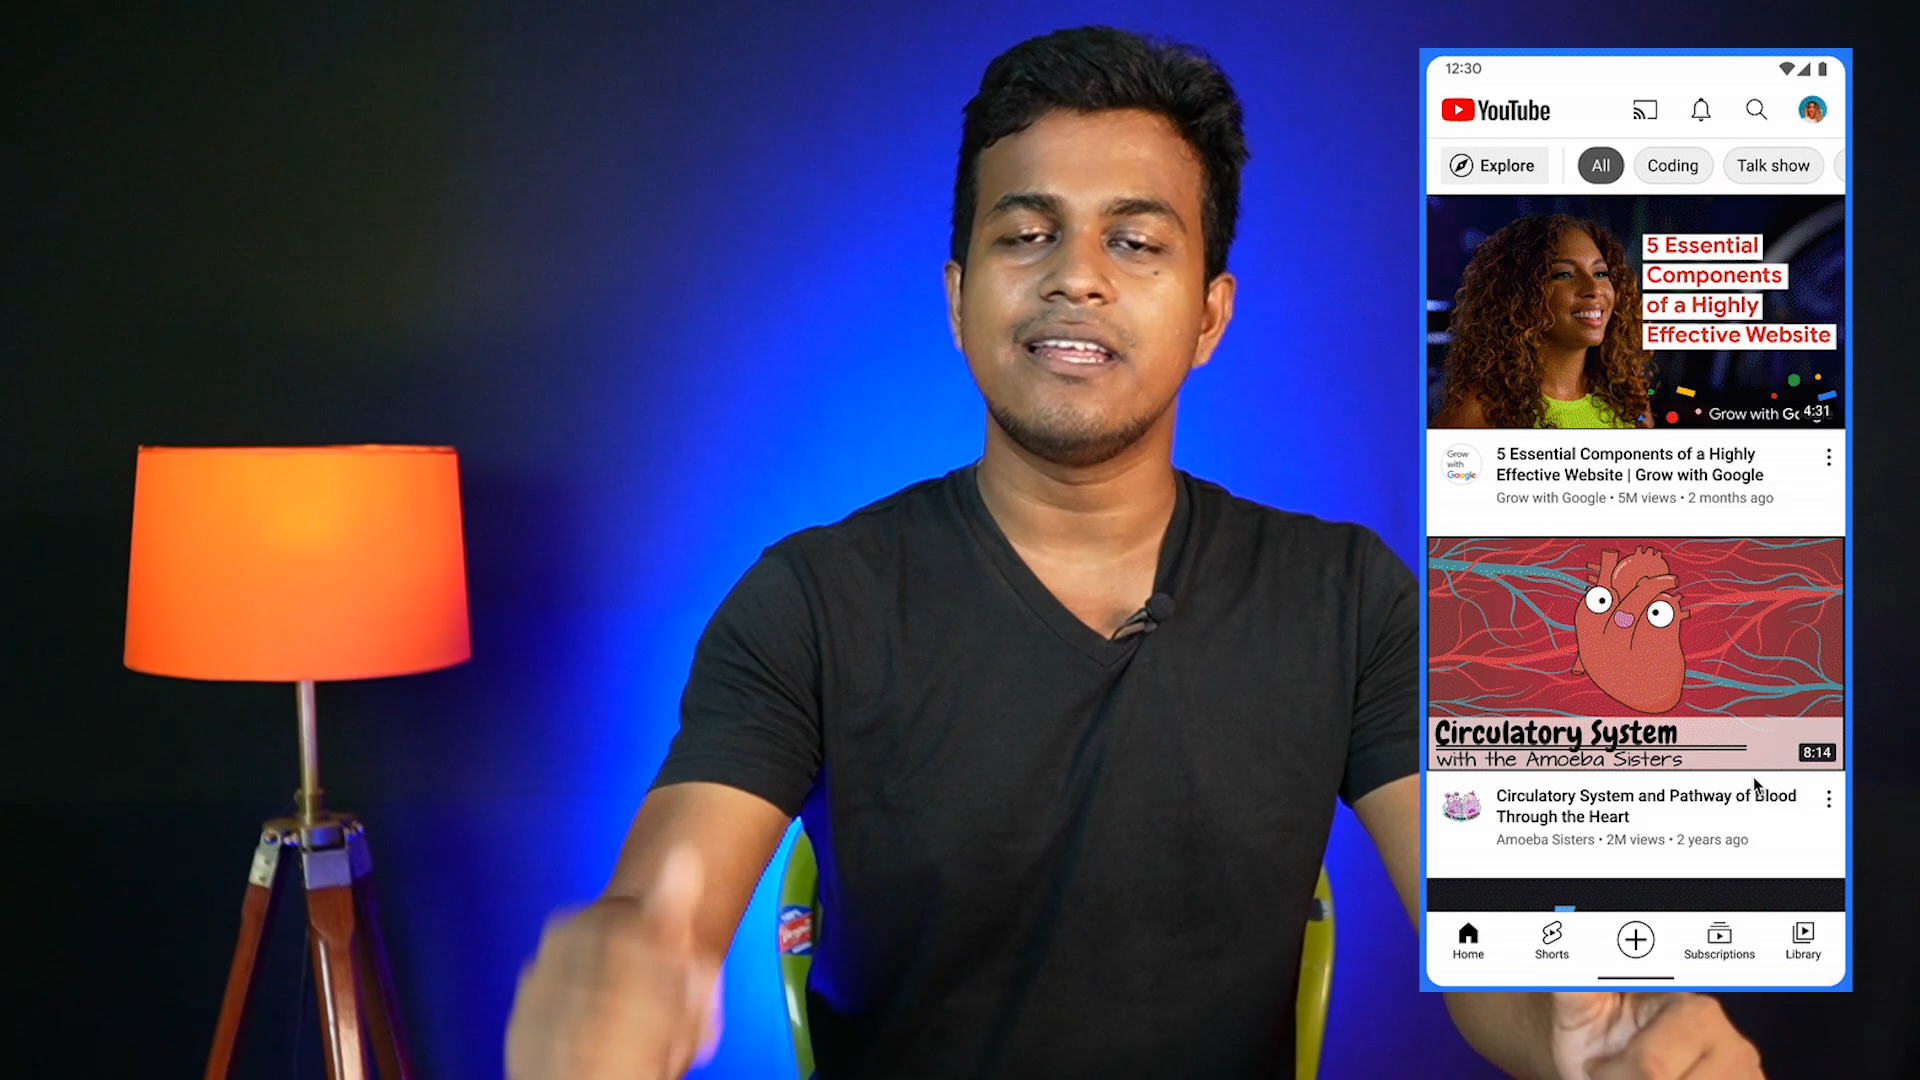 12:30
YouTube
Explore
All
Coding
Talk show
5 Essential
Components
of a Highly
Effective Website
Grow with
4:31
Grow
with
Google
5 Essential Components of a Highly
Effective Website | Grow with Google
Grow with Google • 5M views • 2 months ago
Circulatory System
with the Amoeba Sisters
8:14
Circulatory System and Pathway of Blood
Through the Heart
Amoeba Sisters • 2M views • 2 years ago
Home
Shorts
Subscriptions
Library